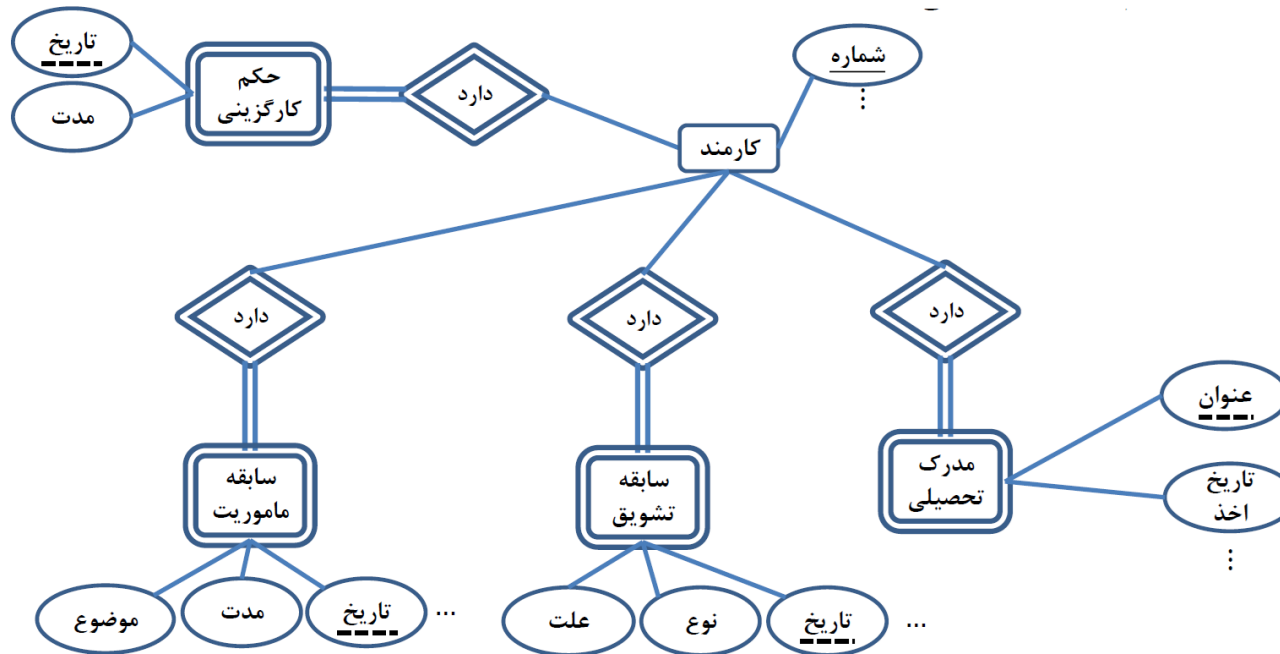 تاریخ
مدت
حکم
کارگزینی
دارد
شماره
...
کارمند
دارد
دارد
دارد
عنوان
تاریخ
اخذ
...
مدرک
تحصیلی
سابقه
تشویق
سابقه
ماموریت
تاریخ
نوع
علت
...
تاریخ
مدت
موضوع
...